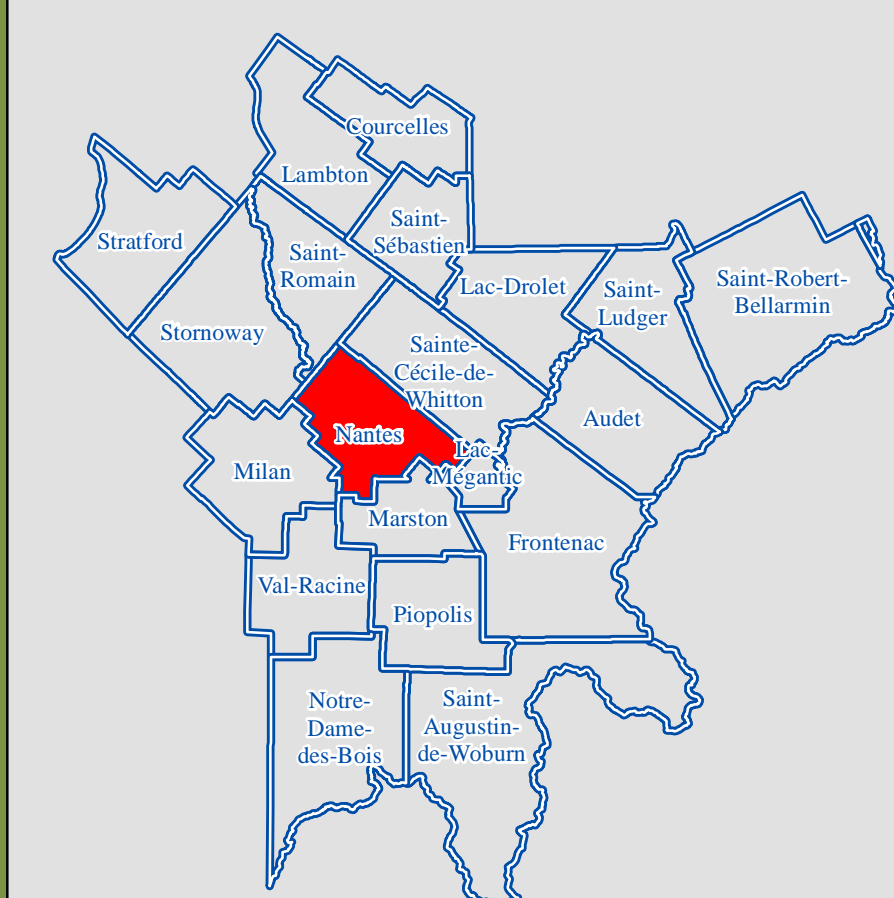 Courcelles
Lambton
Saint-
Sébastien
Stratford
Saint-
Romain
Lac-Drolet
Saint-
Ludger
Saint-Robert-
Bellarmin
Stornoway
Sainte-
Cécile-de-
Whitton
Audet
Nantes
Lac-
Mégantic
Milan
Marston
Frontenac
Val-Racine
Piopolis
Notre-
Dame-
des-Bois
Saint-
Augustin-
de-Woburn